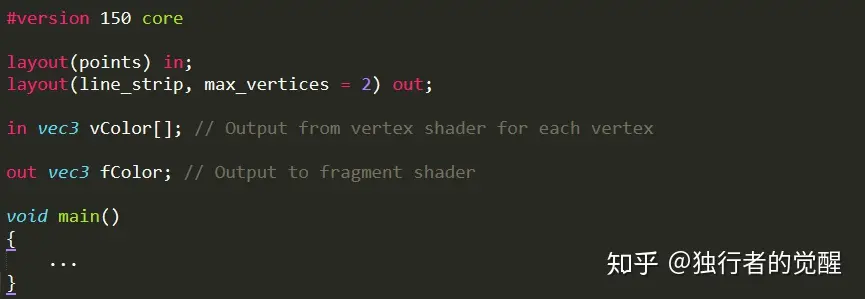 #version 150 core
layout(points) in;
layout(line_strip, max_vertices = 2) out;
in vec3 vColor[]; // Output from vertex shader for each vertex
out vec3 fColor; // Output to fragment shader
void main()
{
...
}
知乎 @独行者的觉醒